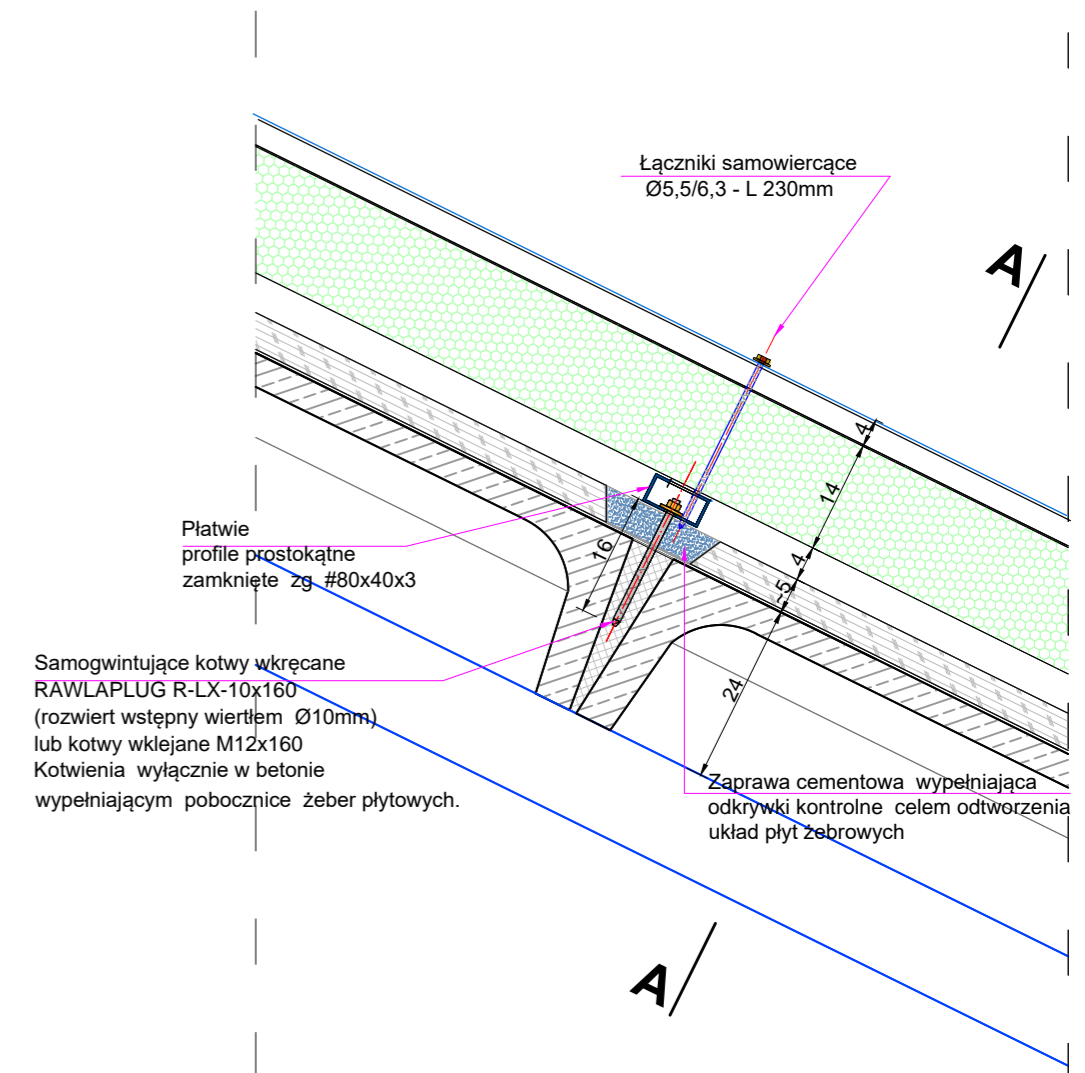 Łączniki samowiercące
Ø5,5/6,3 - L 230mm
A
4
14
4
~5
24
16
Płatwie
profile prostokątne
zamknięte zg #80x40x3
Samogwintujące kotwy wkręcane
RAWLAPLUG R-LX-10x160
(rozwiert wstępny wiertłem Ø10mm)
lub kotwy wklejane M12x160
Kotwienia wyłącznie w betonie
wypełniającym pobocznice żeber płytowych.
Zaprawa cementowa wypełniająca
odkrywki kontrolne celem odtworzenia
układ płyt żebrowych
A